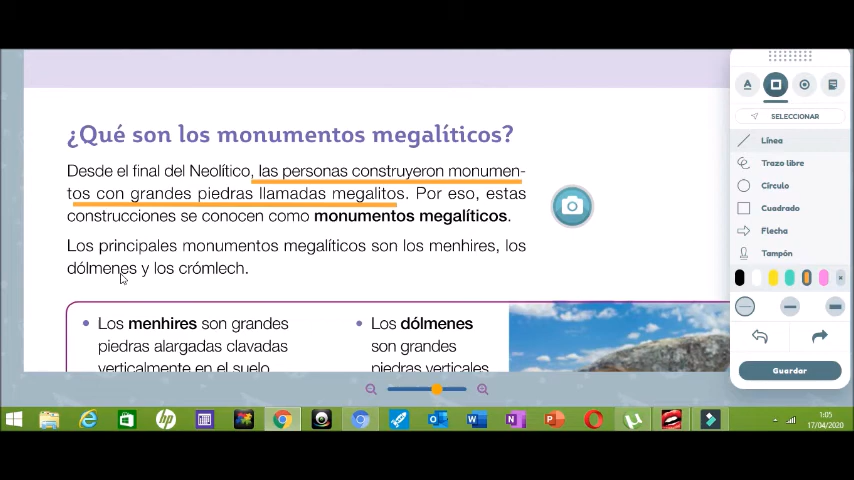 ¿Qué son los monumentos megalíticos?
Desde el final del Neolítico, las personas construyeron monumen-
tos con grandes piedras llamadas megalitos. Por eso, estas
construcciones se conocen como monumentos megalíticos.
Los principales monumentos megalíticos son los menhires, los
dólmenes y los crómlech.
• Los menhires son grandes
piedras alargadas clavadas
verticalmente en el suelo
• Los dólmenes
son grandes
piedras verticales
A
SELECCIONAR
Línea
Trazo libre
Círculo
Cuadrado
Flecha
Tampón
Guardar
1:05
17/04/2020